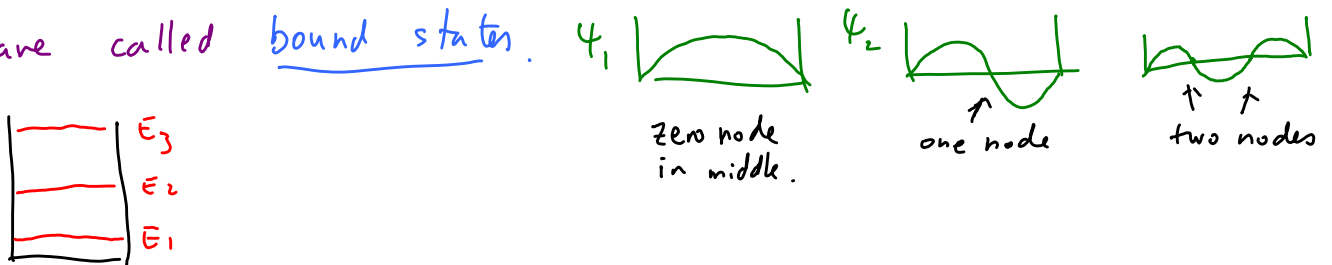 are called bound states. ψ₁ ψ₂
zero node
in middle.
one node
two nodes
E₃
E₂
E₁